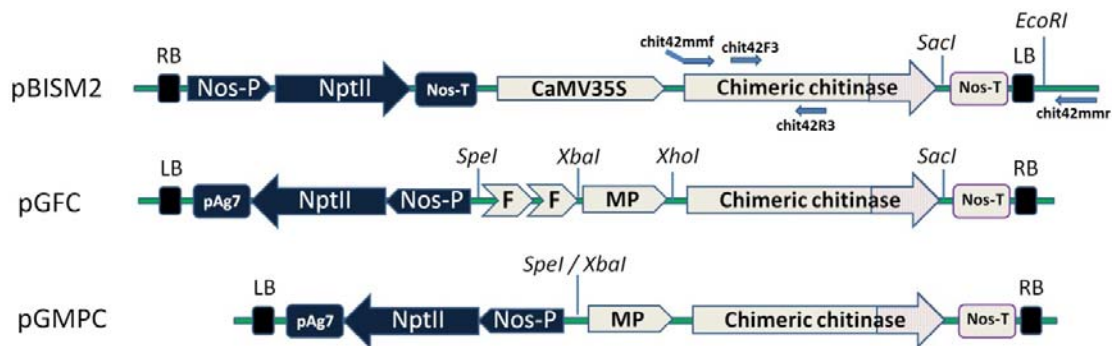 EcoRI
RB
chit42mmf
chit42F3
SacI
LB
pBISM2
Nos-P
NptII
Nos-T
CaMV35S
Chimeric chitinase
Nos-T
chit42R3
chit42mmr
LB
SpeI
XbaI
XhoI
SacI
RB
pGFC
pAg7
NptII
Nos-P
F
F
MP
Chimeric chitinase
Nos-T
SpeI / XbaI
LB
RB
pGMPC
pAg7
NptII
Nos-P
MP
Chimeric chitinase
Nos-T